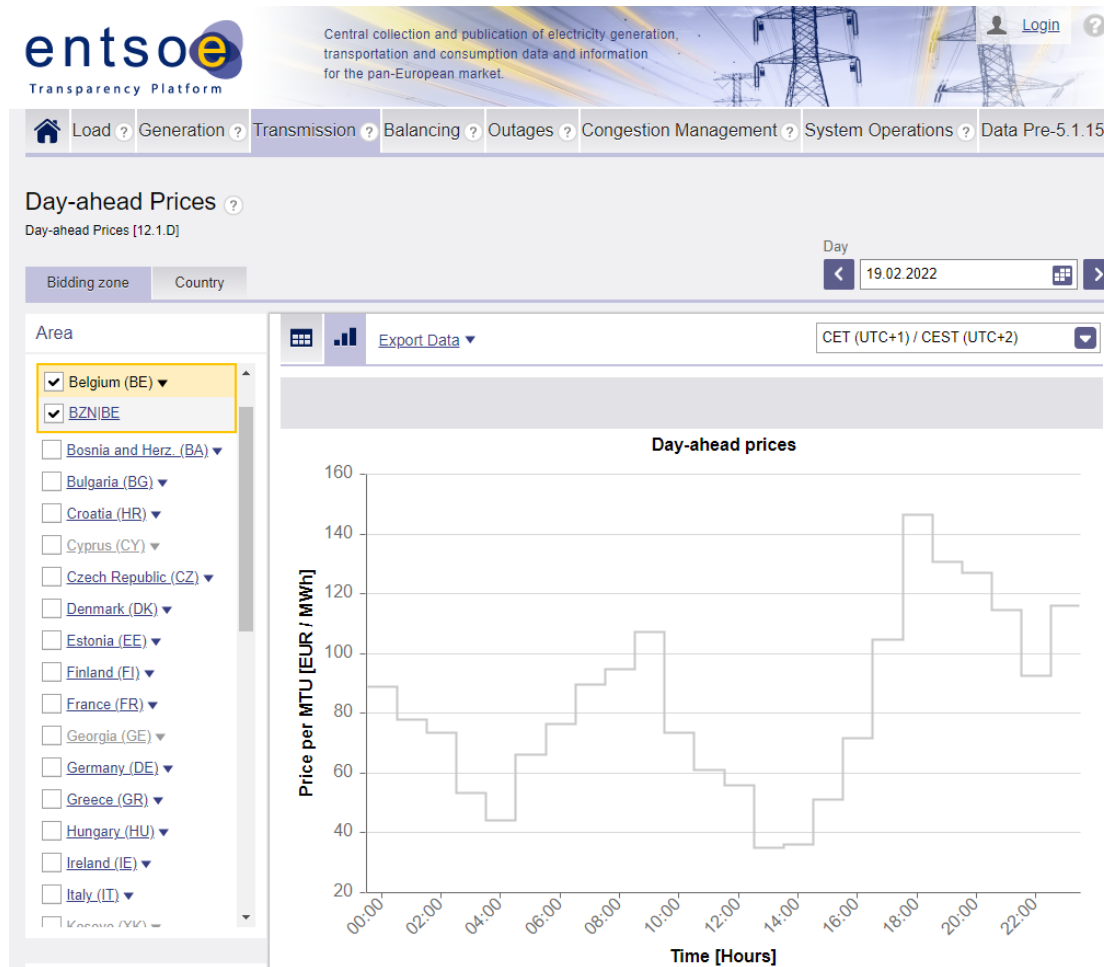 entsoe
Transparency Platform
Central collection and publication of electricity generation,
transportation and consumption data and information
for the pan-European market.
Login ?
Load ? Generation ? Transmission ? Balancing ? Outages ? Congestion Management ? System Operations ? Data Pre-5.1.15
Day-ahead Prices ?
Day-ahead Prices [12.1.D]
Day
19.02.2022
Bidding zone Country
Area
Export Data
CET (UTC+1) / CEST (UTC+2)
Belgium (BE)
BZN|BE
Bosnia and Herz. (BA)
Bulgaria (BG)
Croatia (HR)
Cyprus (CY)
Czech Republic (CZ)
Denmark (DK)
Estonia (EE)
Finland (FI)
France (FR)
Georgia (GE)
Germany (DE)
Greece (GR)
Hungary (HU)
Ireland (IE)
Italy (IT)
Kosovo (XK)
Day-ahead prices
Price per MTU [EUR / MWh]
160
140
120
100
80
60
40
20
00:00 02:00 04:00 06:00 08:00 10:00 12:00 14:00 16:00 18:00 20:00 22:00
Time [Hours]